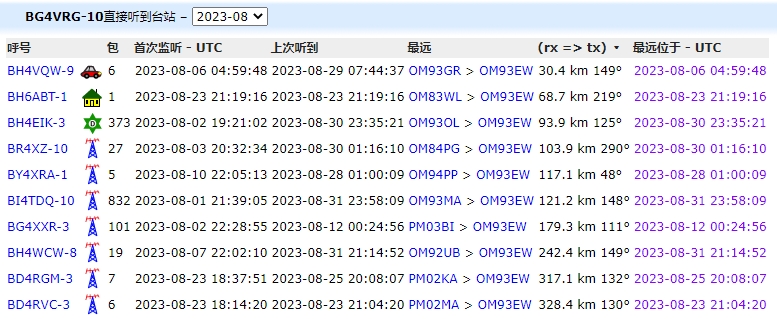 BG4VRG-10直接听到台站 – 2023-08
呼号 包 首次监听 - UTC 上次听到 最远 (rx => tx) 最远位于 - UTC
BH4VQW-9 6 2023-08-06 04:59:48 2023-08-29 07:44:37 OM93GR > OM93EW 30.4 km 149° 2023-08-06 04:59:48
BH6ABT-1 1 2023-08-23 21:19:16 2023-08-23 21:19:16 OM83WL > OM93EW 68.7 km 219° 2023-08-23 21:19:16
BH4EIK-3 D 373 2023-08-02 19:21:02 2023-08-30 23:35:21 OM93OL > OM93EW 93.9 km 125° 2023-08-30 23:35:21
BR4XZ-10 27 2023-08-03 20:32:34 2023-08-30 01:16:10 OM84PG > OM93EW 103.9 km 290° 2023-08-30 01:16:10
BY4XRA-1 5 2023-08-10 22:05:13 2023-08-28 01:00:09 OM94PP > OM93EW 117.1 km 48° 2023-08-28 01:00:09
BI4TDQ-10 832 2023-08-01 21:39:05 2023-08-31 23:58:09 OM93MA > OM93EW 121.2 km 148° 2023-08-31 23:58:09
BG4XXR-3 101 2023-08-02 22:28:55 2023-08-12 00:24:56 PM03BI > OM93EW 179.3 km 111° 2023-08-12 00:24:56
BH4WCW-8 19 2023-08-07 22:02:10 2023-08-31 21:14:52 OM92UB > OM93EW 242.4 km 149° 2023-08-31 21:14:52
BD4RGM-3 7 2023-08-23 18:37:51 2023-08-25 20:08:07 PM02KA > OM93EW 317.1 km 132° 2023-08-25 20:08:07
BD4RVC-3 6 2023-08-23 18:14:20 2023-08-23 21:04:20 PM02MA > OM93EW 328.4 km 130° 2023-08-23 21:04:20